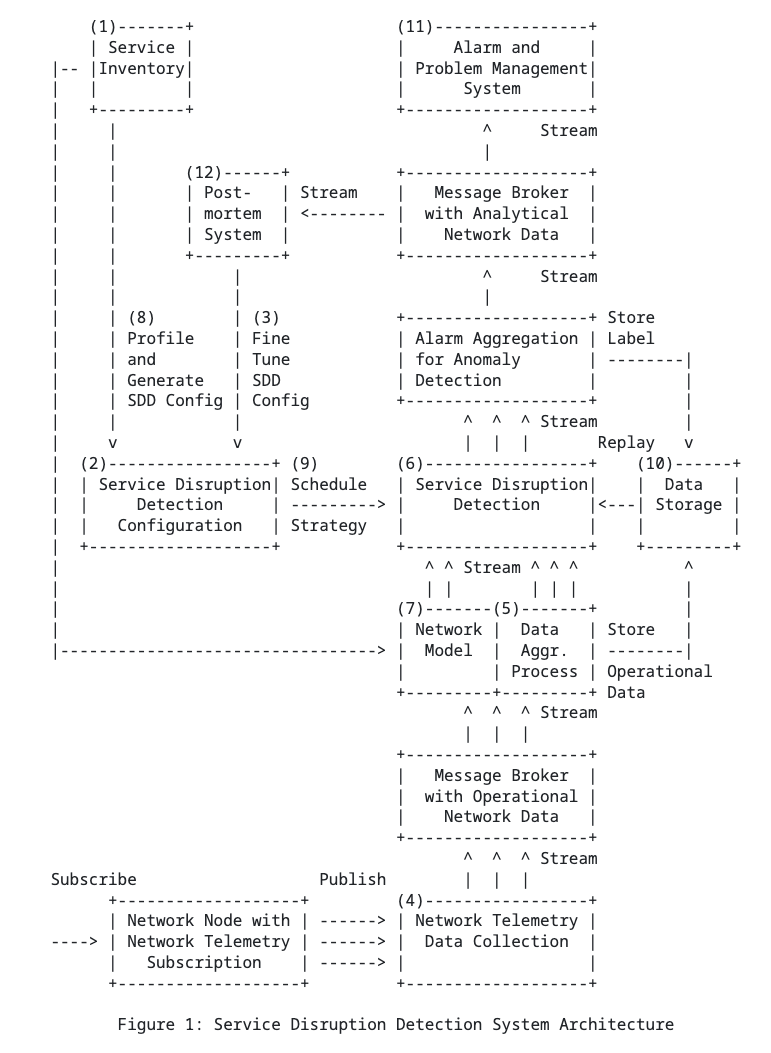 (1)-------+                     (11)----------------+
    | Service |                     |     Alarm and     |
|-- |Inventory|                     | Problem Management|
|   |         |                     |      System       |
|   +---------+                     +-------------------+
|     |                                      ^     Stream
|     |                                      |
|     |       (12)------+           +-------------------+
|     |       | Post-   | Stream    |   Message Broker  |
|     |       | mortem  | <-------- |  with Analytical  |
|     |       | System  |           |    Network Data   |
|     |       +---------+           +-------------------+
|     |            |                         ^     Stream
|     |            |                         |
|     | (8)        | (3)            +-------------------+ Store
|     | Profile    | Fine           | Alarm Aggregation | Label
|     | and        | Tune           | for Anomaly       | --------|
|     | Generate   | SDD            | Detection         |         |
|     | SDD Config | Config         +-------------------+         |
|     |            |                       ^  ^  ^ Stream         |
|     v            v                       |  |  |       Replay   v
|  (2)-----------------+ (9)        (6)-----------------+    (10)------+
|  | Service Disruption| Schedule   | Service Disruption|    |  Data   |
|  |     Detection     | ---------> |     Detection     |<---| Storage |
|  |   Configuration   | Strategy   |                   |    |         |
|  +-------------------+            +-------------------+    +---------+
|                                      ^ ^ Stream ^ ^ ^           ^
|                                      | |        | | |           |
|                                   (7)-------(5)-------+         |
|                                   | Network |  Data   | Store   |
|---------------------------------> |  Model  |  Aggr.  | --------|
                                    |         | Process | Operational
                                    +---------+---------+ Data
                                           ^  ^  ^ Stream
                                           |  |  |
                                    +-------------------+
                                    |   Message Broker  |
                                    |  with Operational |
                                    |    Network Data   |
                                    +-------------------+
                                           ^  ^  ^ Stream
Subscribe                   Publish        |  |  |
      +-------------------+         (4)-----------------+
      | Network Node with | ------> | Network Telemetry |
----> | Network Telemetry | ------> |  Data Collection  |
      |   Subscription    | ------> |                   |
      +-------------------+         +-------------------+

       Figure 1: Service Disruption Detection System Architecture